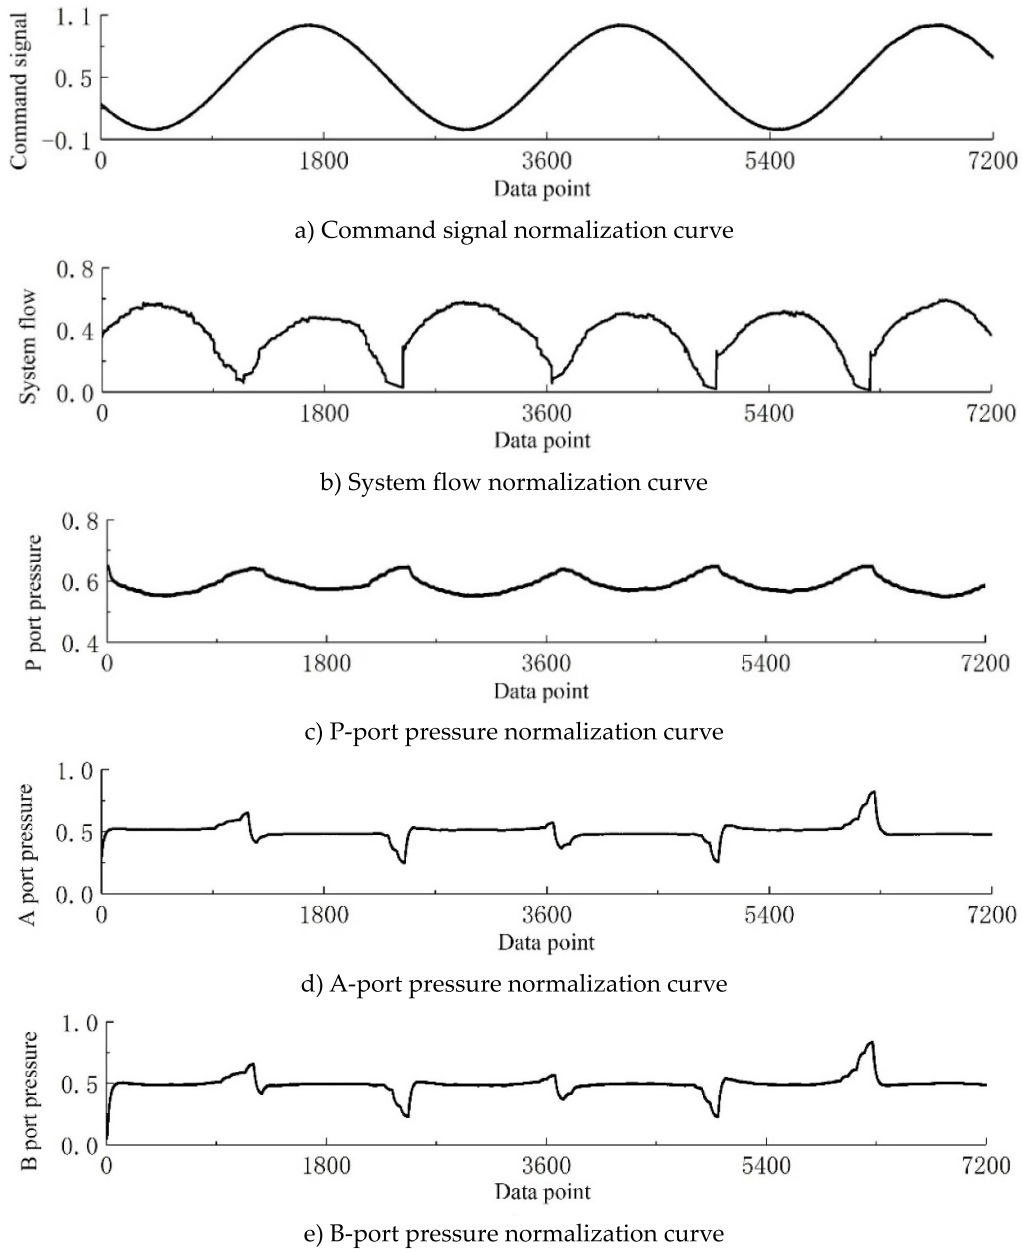 Command signal
1.1
0.5
-0.1
0 1800 3600 5400 7200
Data point
a) Command signal normalization curve
System flow
0.8
0.4
0.0
0 1800 3600 5400 7200
Data point
b) System flow normalization curve
P port pressure
0.8
0.6
0.4
0 1800 3600 5400 7200
Data point
c) P-port pressure normalization curve
A port pressure
1.0
0.5
0.0
0 1800 3600 5400 7200
Data point
d) A-port pressure normalization curve
B port pressure
1.0
0.5
0.0
0 1800 3600 5400 7200
Data point
e) B-port pressure normalization curve